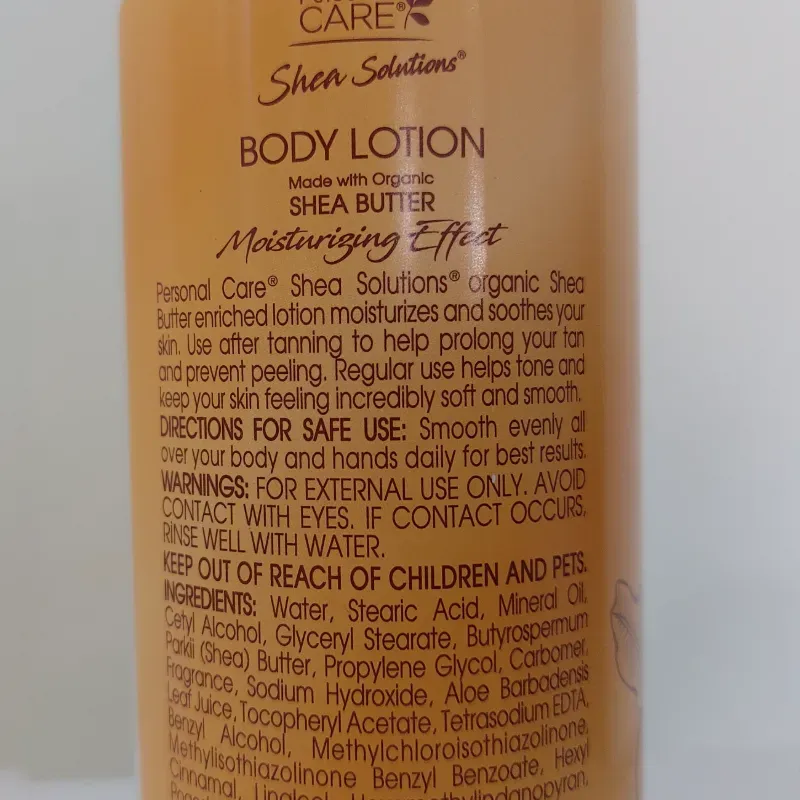 CARE®
Shea Solutions®
BODY LOTION
Made with Organic
SHEA BUTTER
Moisturizing Effect
Personal Care® Shea Solutions® organic Shea
Butter enriched lotion moisturizes and soothes your
skin. Use after tanning to help prolong your tan
and prevent peeling. Regular use helps tone and
keep your skin feeling incredibly soft and smooth.
DIRECTIONS FOR SAFE USE: Smooth evenly all
over your body and hands daily for best results.
WARNINGS: FOR EXTERNAL USE ONLY. AVOID
CONTACT WITH EYES. IF CONTACT OCCURS,
RINSE WELL WITH WATER.
KEEP OUT OF REACH OF CHILDREN AND PETS.
INGREDIENTS: Water, Stearic Acid, Mineral Oil,
Cetyl Alcohol, Glyceryl Stearate, Butyrospermum
Parkii (Shea) Butter, Propylene Glycol, Carbomer,
Fragrance, Sodium Hydroxide, Aloe Barbadensis
Leaf Juice, Tocopheryl Acetate, Tetrasodium EDTA,
Benzyl Alcohol, Methylchloroisothiazolinone,
Methylisothiazolinone Benzyl Benzoate, Hexyl
Cinnamal, Linalool,